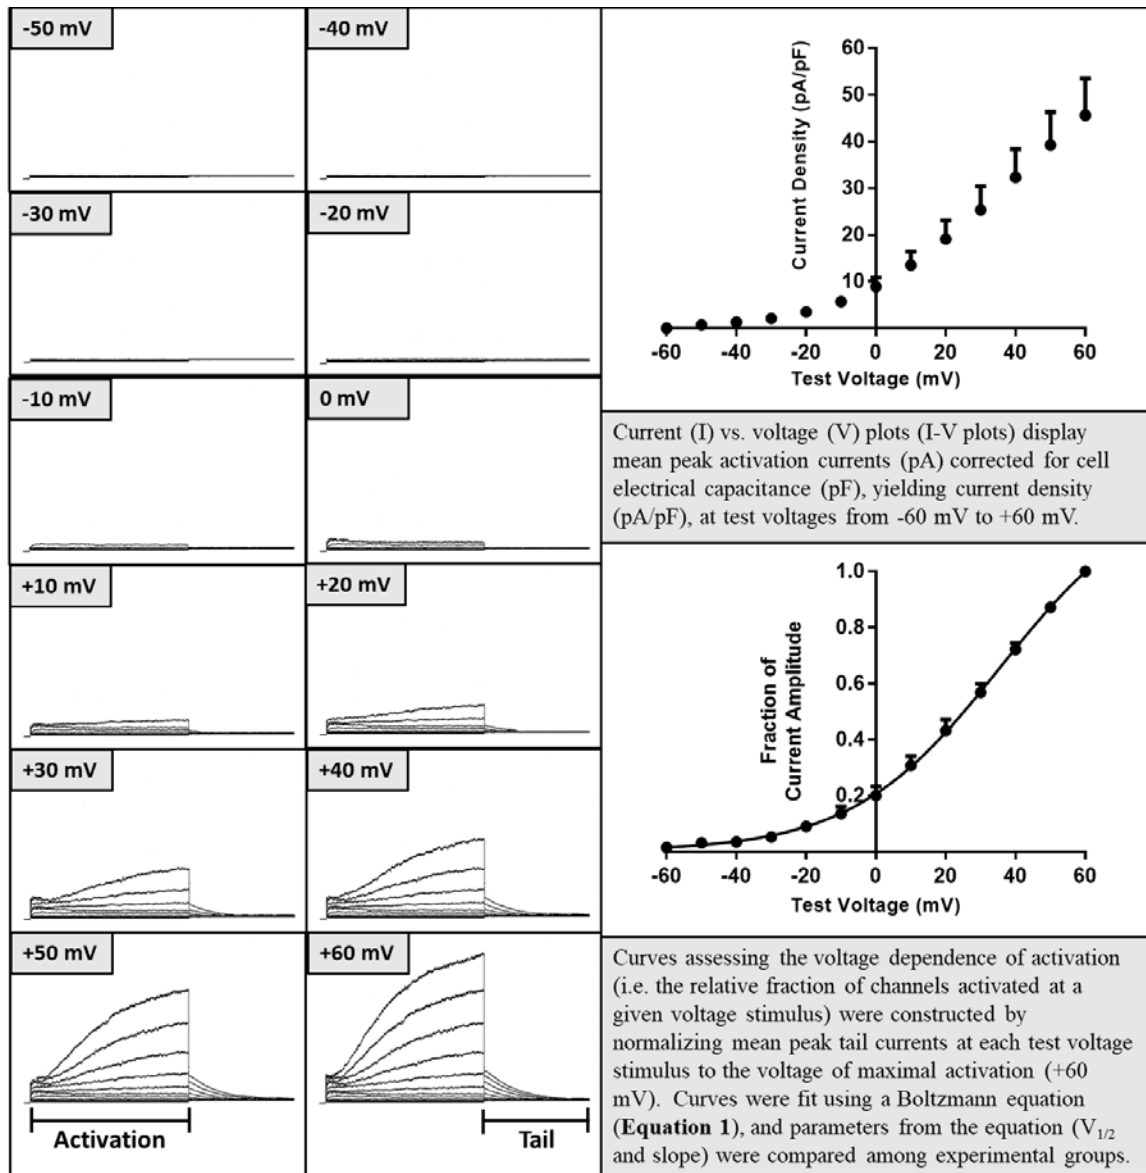 -50 mV
-40 mV
-30 mV
-20 mV
-10 mV
0 mV
+10 mV
+20 mV
+30 mV
+40 mV
+50 mV
+60 mV
Activation
Tail
Current Density (pA/pF)
60
50
40
30
20
10
-60 -40 -20 0 20 40 60
Test Voltage (mV)
Current (I) vs. voltage (V) plots (I-V plots) display
mean peak activation currents (pA) corrected for cell
electrical capacitance (pF), yielding current density
(pA/pF), at test voltages from -60 mV to +60 mV.
Fraction of
Current Amplitude
1.0
0.8
0.6
0.4
0.2
-60 -40 -20 0 20 40 60
Test Voltage (mV)
Curves assessing the voltage dependence of activation
(i.e. the relative fraction of channels activated at a
given voltage stimulus) were constructed by
normalizing mean peak tail currents at each test voltage
stimulus to the voltage of maximal activation (+60
mV). Curves were fit using a Boltzmann equation
(Equation 1), and parameters from the equation (V1/2
and slope) were compared among experimental groups.